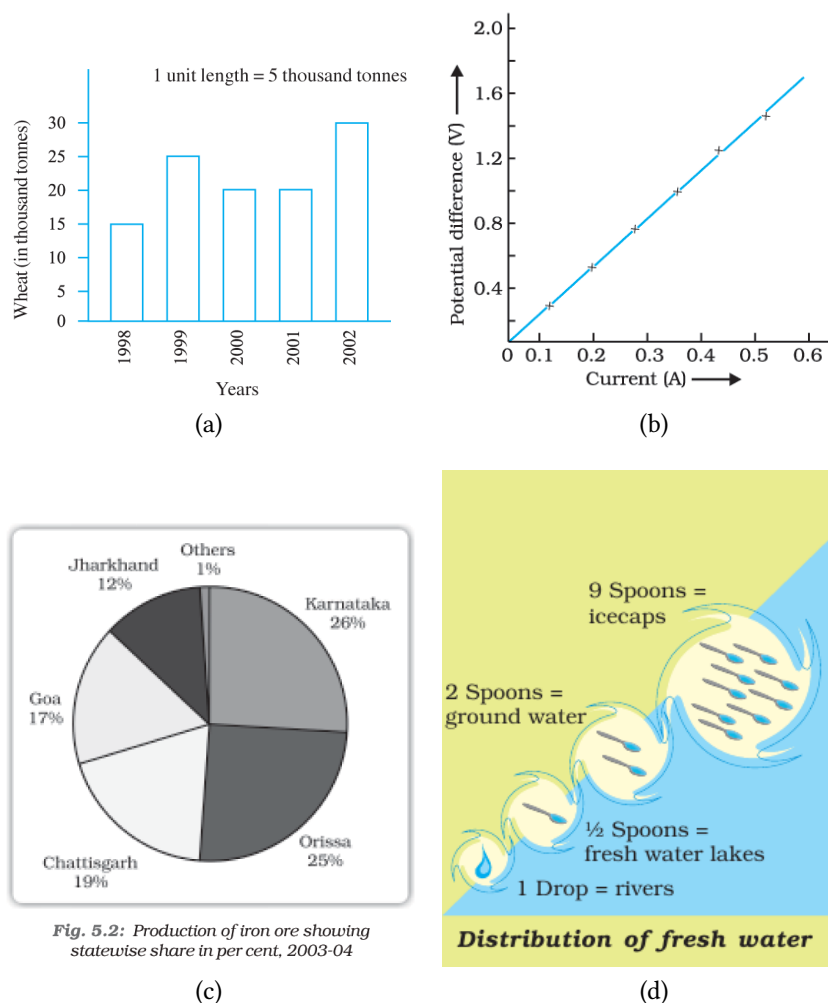 1 unit length = 5 thousand tonnes
Wheat (in thousand tonnes)
30
25
20
15
10
5
0
1998
1999
2000
2001
2002
Years
(a)
Potential difference (V)
2.0
1.6
1.2
0.8
0.4
0 0.1 0.2 0.3 0.4 0.5 0.6
Current (A)
(b)
Others
1%
Jharkhand
12%
Karnataka
26%
Goa
17%
Orissa
25%
Chattisgarh
19%
Fig. 5.2: Production of iron ore showing
statewise share in per cent, 2003-04
(c)
9 Spoons =
icecaps
2 Spoons =
ground water
½ Spoons =
fresh water lakes
1 Drop = rivers
Distribution of fresh water
(d)